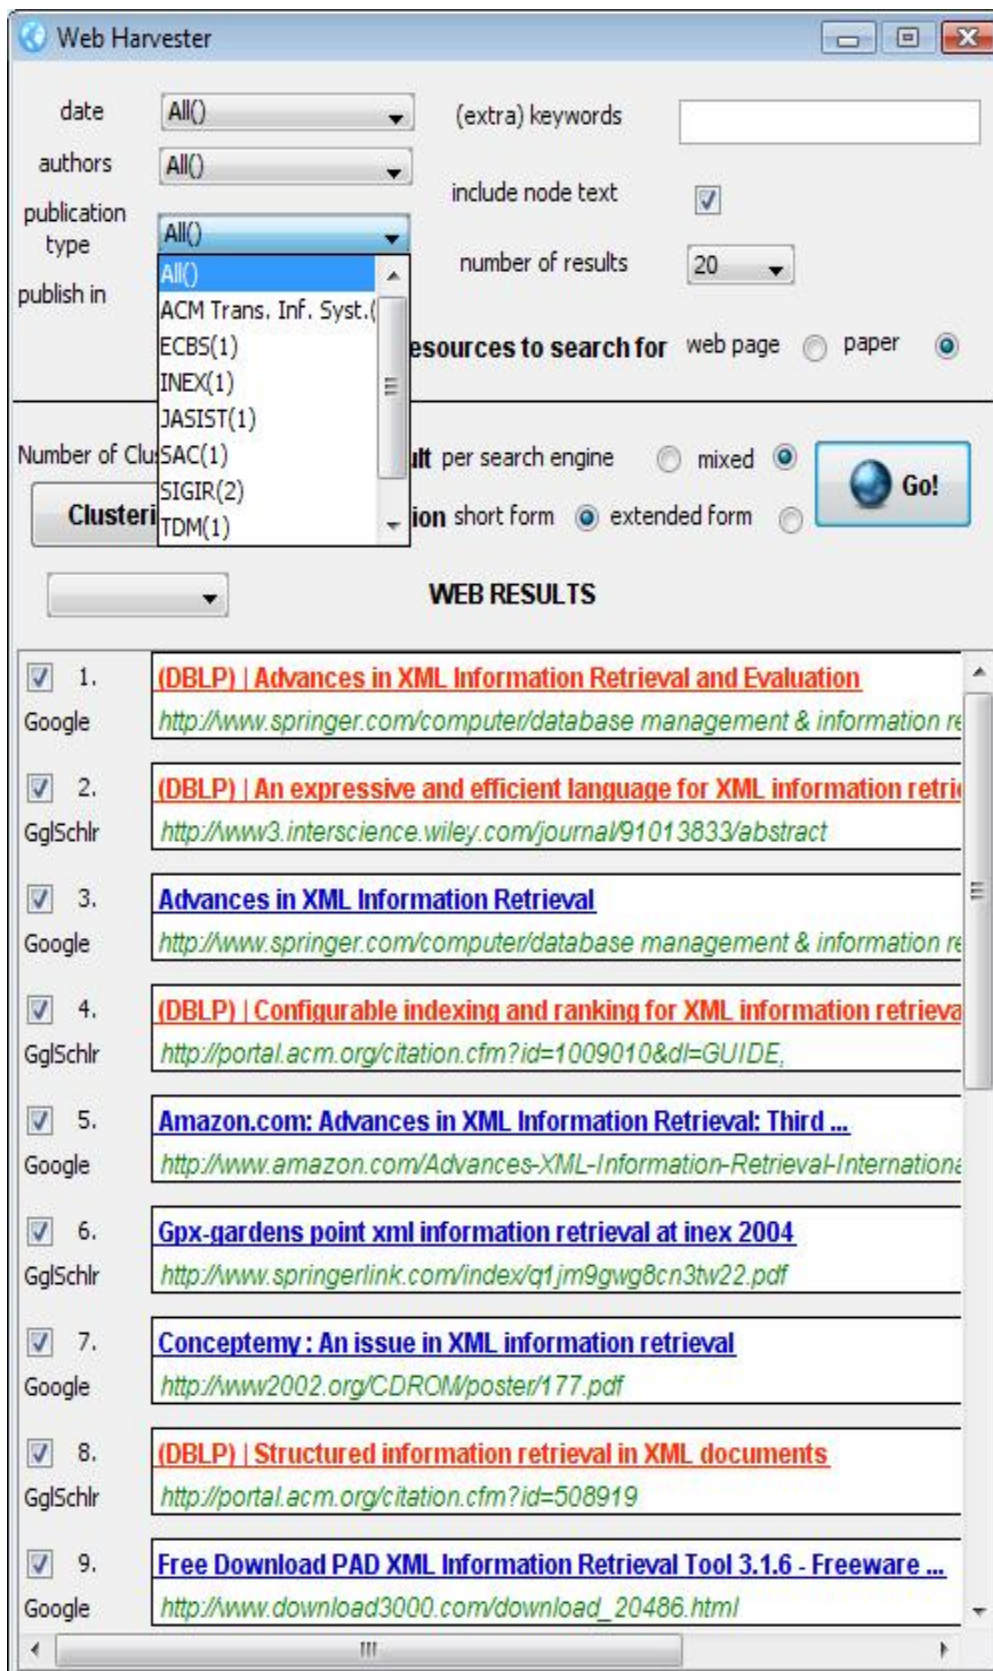 Web Harvester
date All() (extra) keywords
authors All()
include node text
publication type All()
number of results 20
publish in
All()
ACM Trans. Inf. Syst.(
ECBS(1)
INEX(1)
JASIST(1)
SAC(1)
SIGIR(2)
TDM(1)
esources to search for web page paper
Number of Clu ult per search engine mixed
Go!
Clusteri ion short form extended form
WEB RESULTS
1. (DBLP) | Advances in XML Information Retrieval and Evaluation
Google http://www.springer.com/computer/database management & information re
2. (DBLP) | An expressive and efficient language for XML information retrie
GglSchlr http://www3.interscience.wiley.com/journal/91013833/abstract
3. Advances in XML Information Retrieval
Google http://www.springer.com/computer/database management & information re
4. (DBLP) | Configurable indexing and ranking for XML information retrieva
GglSchlr http://portal.acm.org/citation.cfm?id=1009010&dl=GUIDE,
5. Amazon.com: Advances in XML Information Retrieval: Third ...
Google http://www.amazon.com/Advances-XML-Information-Retrieval-Internationa
6. Gpx-gardens point xml information retrieval at inex 2004
GglSchlr http://www.springerlink.com/index/q1jm9gwg8cn3tw22.pdf
7. Conceptemy : An issue in XML information retrieval
Google http://www2002.org/CDROM/poster/177.pdf
8. (DBLP) | Structured information retrieval in XML documents
GglSchlr http://portal.acm.org/citation.cfm?id=508919
9. Free Download PAD XML Information Retrieval Tool 3.1.6 - Freeware ...
Google http://www.download3000.com/download_20486.html